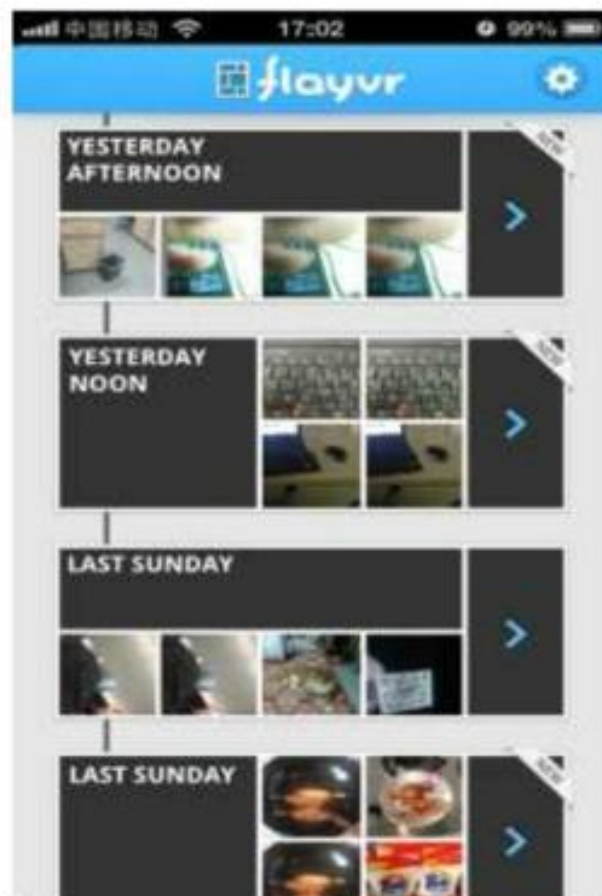 中国移动 17:02 99%
flayvr
YESTERDAY
AFTERNOON
NEW
YESTERDAY
NOON
NEW
LAST SUNDAY
LAST SUNDAY
NEW